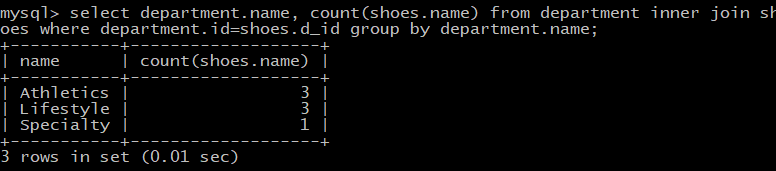 mysql> select department.name, count(shoes.name) from department inner join sh
oes where department.id=shoes.d_id group by department.name;
+------------+-------------------+
| name       | count(shoes.name) |
+------------+-------------------+
| Athletics  |                 3 |
| Lifestyle  |                 3 |
| Specialty  |                 1 |
+------------+-------------------+
3 rows in set (0.01 sec)